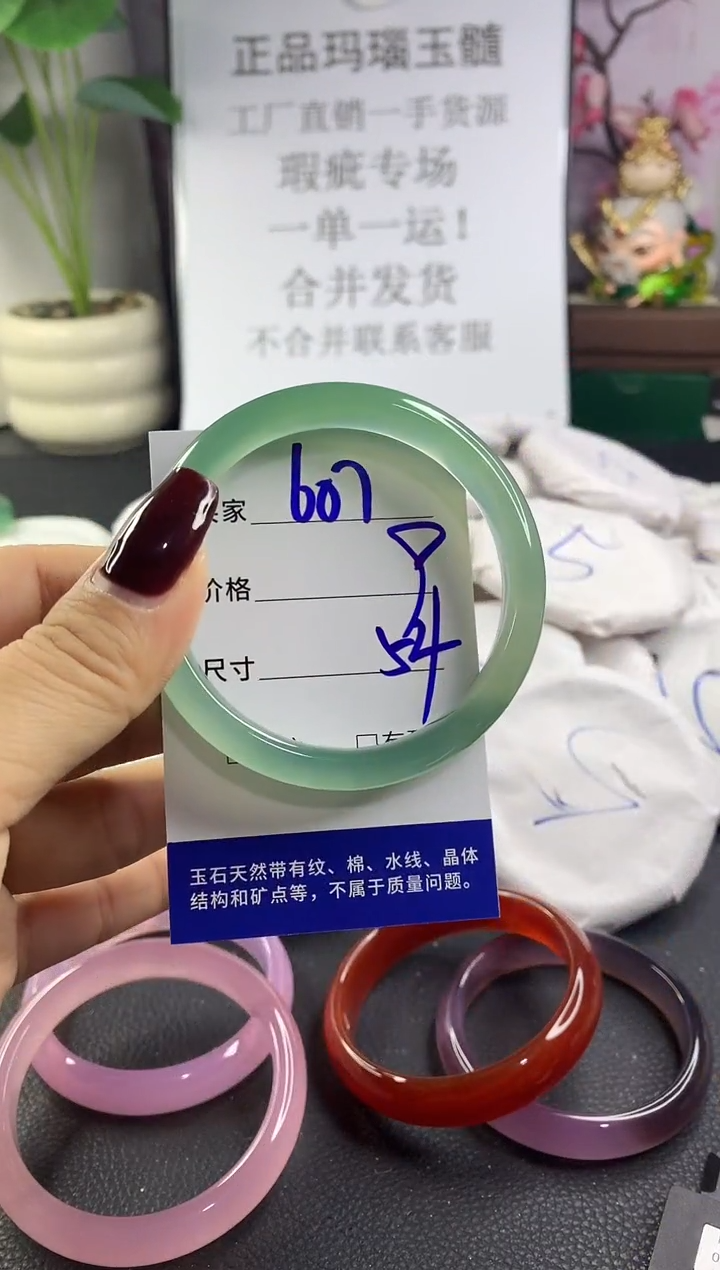 正品玛瑙玉髓
工厂直销一手货源
瑕疵专场
一单一运！
合并发货
不合并联系客服
家 607
价格
尺寸 54
玉石天然带有纹、棉、水线、晶体
结构和矿点等，不属于质量问题。
5